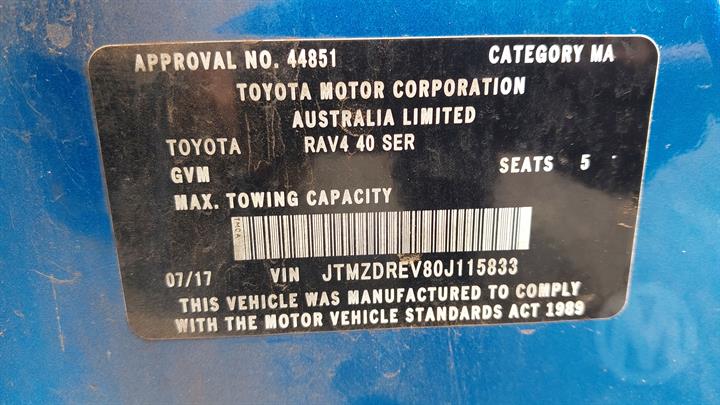 APPROVAL NO. 44851 CATEGORY MA
TOYOTA MOTOR CORPORATION
AUSTRALIA LIMITED
TOYOTA RAV4 40 SER
GVM SEATS 5
MAX. TOWING CAPACITY
TMCA
07/17 VIN JTMZDREV80J115833
THIS VEHICLE WAS MANUFACTURED TO COMPLY
WITH THE MOTOR VEHICLE STANDARDS ACT 1989
M